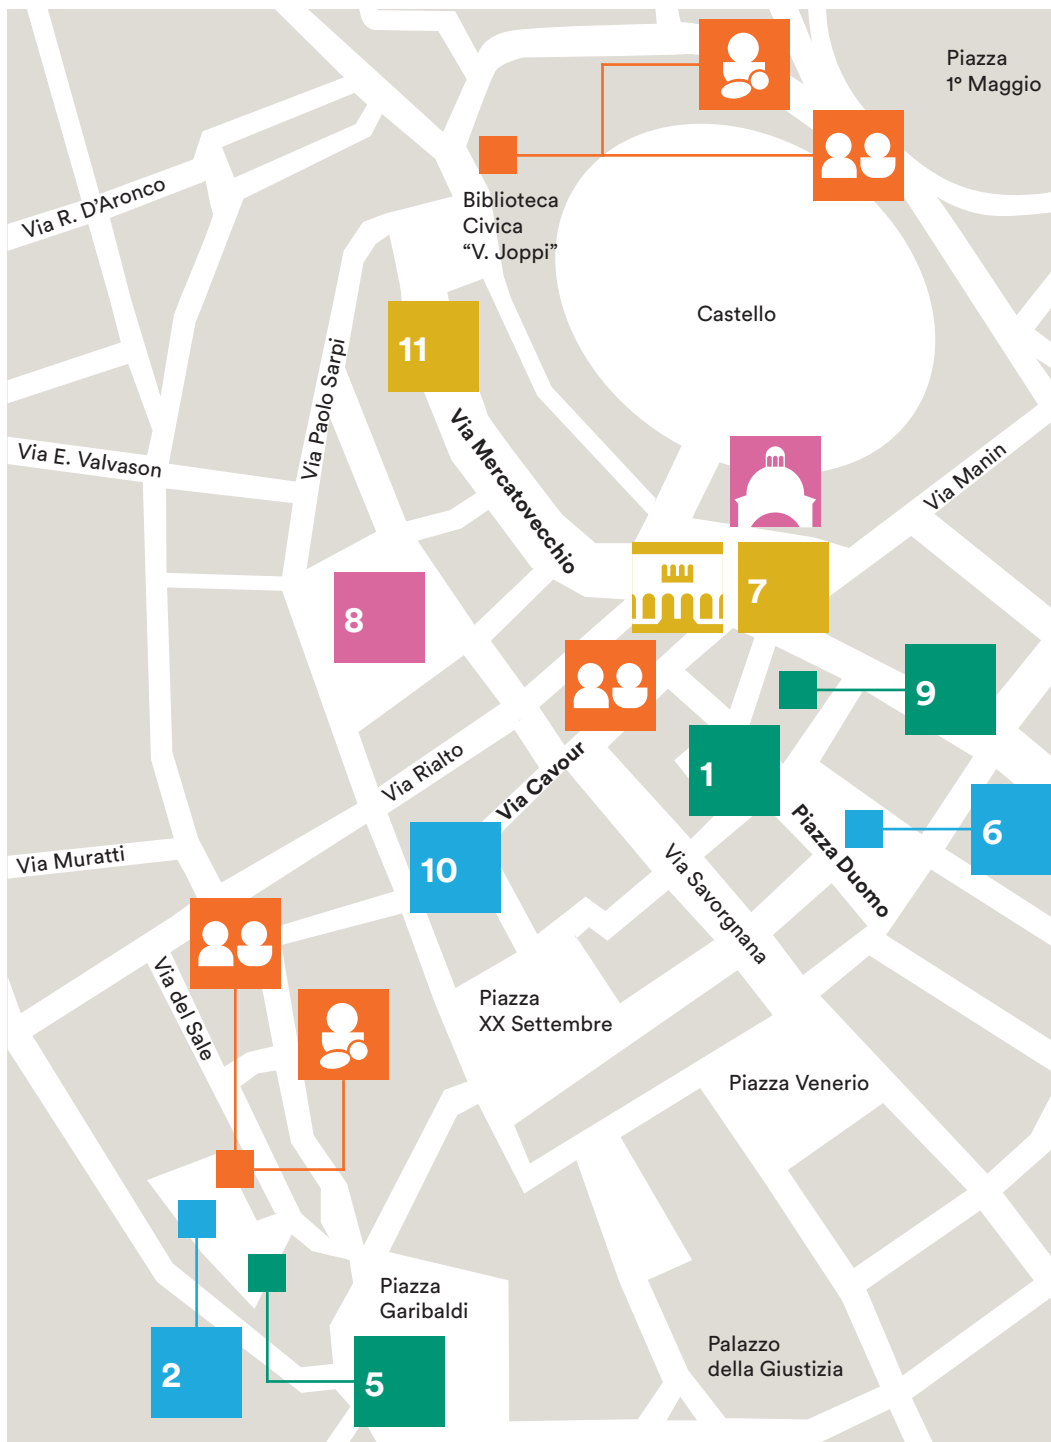 Piazza
1° Maggio
Via R. D’Aronco
Biblioteca
Civica
“V. Joppi”
Castello
11
Via Paolo Sarpi
Via Mercatovecchio
Via E. Valvason
Via Manin
7
8
9
Via Rialto
Via Cavour
1
Piazza Duomo
6
Via Muratti
10
Via Savorgnana
Via del Sale
Piazza
XX Settembre
Piazza Venerio
Piazza
Garibaldi
Palazzo
della Giustizia
2
5